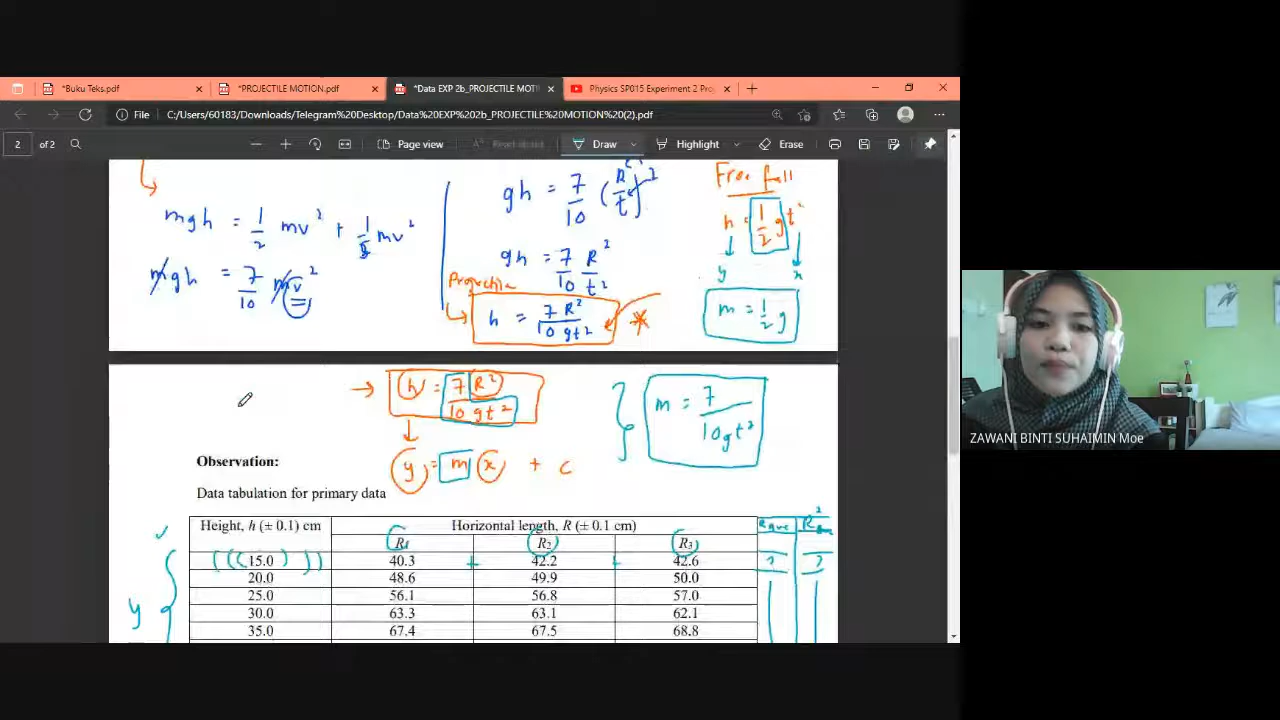 *Buku Teks.pdf
*PROJECTILE MOTION.pdf
*Data EXP 2b_PROJECTILE MOTI
Physics SP015 Experiment 2 Pro
File
C:/Users/60183/Downloads/Telegram%20Desktop/Data%20EXP%202b_PROJECTILE%20MOTION%20(2).pdf
2 of 2
Page view
Read aloud
Draw
Highlight
Erase
mgh = 1/2 mv² + 1/5 mv²
mgh = 7/10 mv²
gh = 7/10 (R/t)²
gh = 7/10 R²/t²
Projectile
h = 7R²/10gt²
Free fall
h = 1/2 gt²
y x
m = 1/2 g
h = 7R²/10gt²
y = m x + c
m = 7/10gt²
Observation:
Data tabulation for primary data
Height, h (± 0.1) cm Horizontal length, R (± 0.1 cm) Rave R²ave
R1 R2 R3
(((15.0))) 40.3 + 42.2 + 42.6 ? ?
20.0 48.6 49.9 50.0
25.0 56.1 56.8 57.0
30.0 63.3 63.1 62.1
35.0 67.4 67.5 68.8
y
ZAWANI BINTI SUHAIMIN Moe